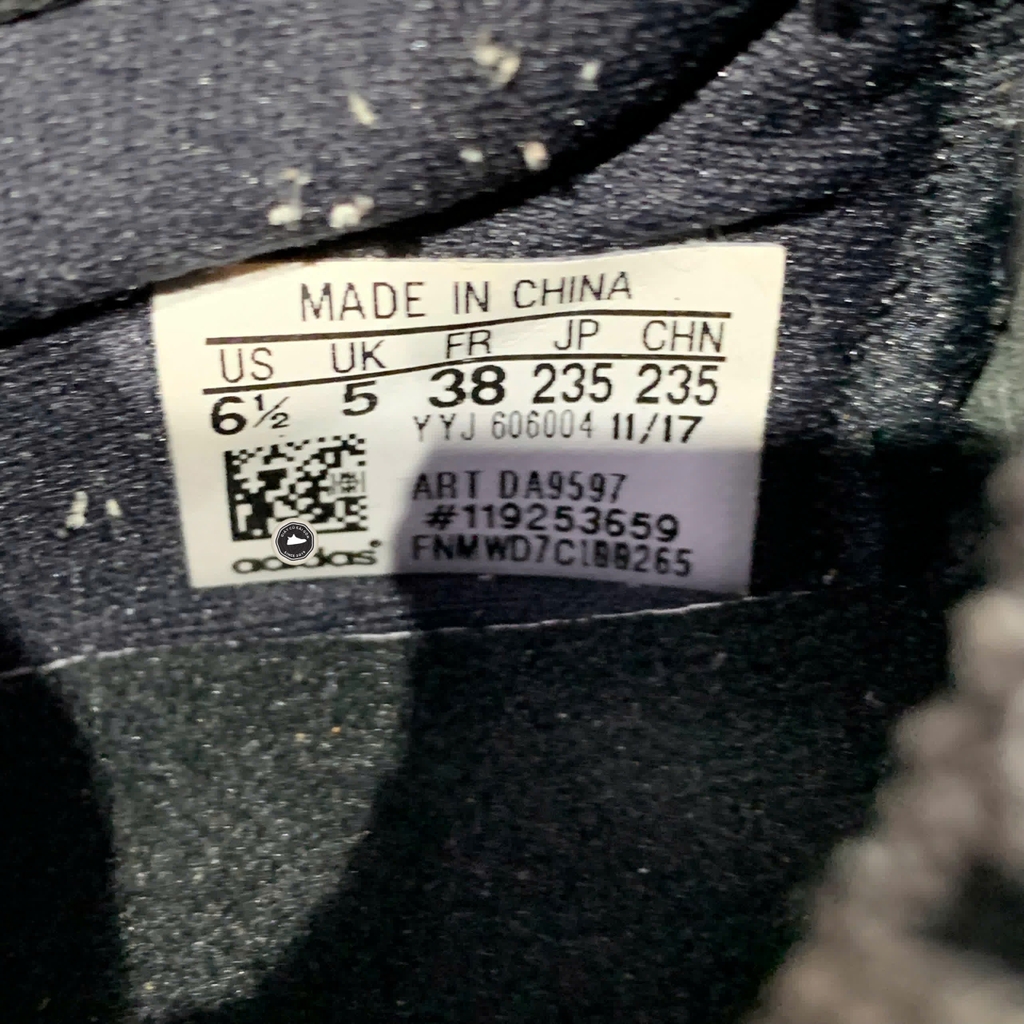 MADE IN CHINA
US UK FR JP CHN
6½ 5 38 235 235
YYJ 606004 11/17
ART DA9597
#119253659
adidas